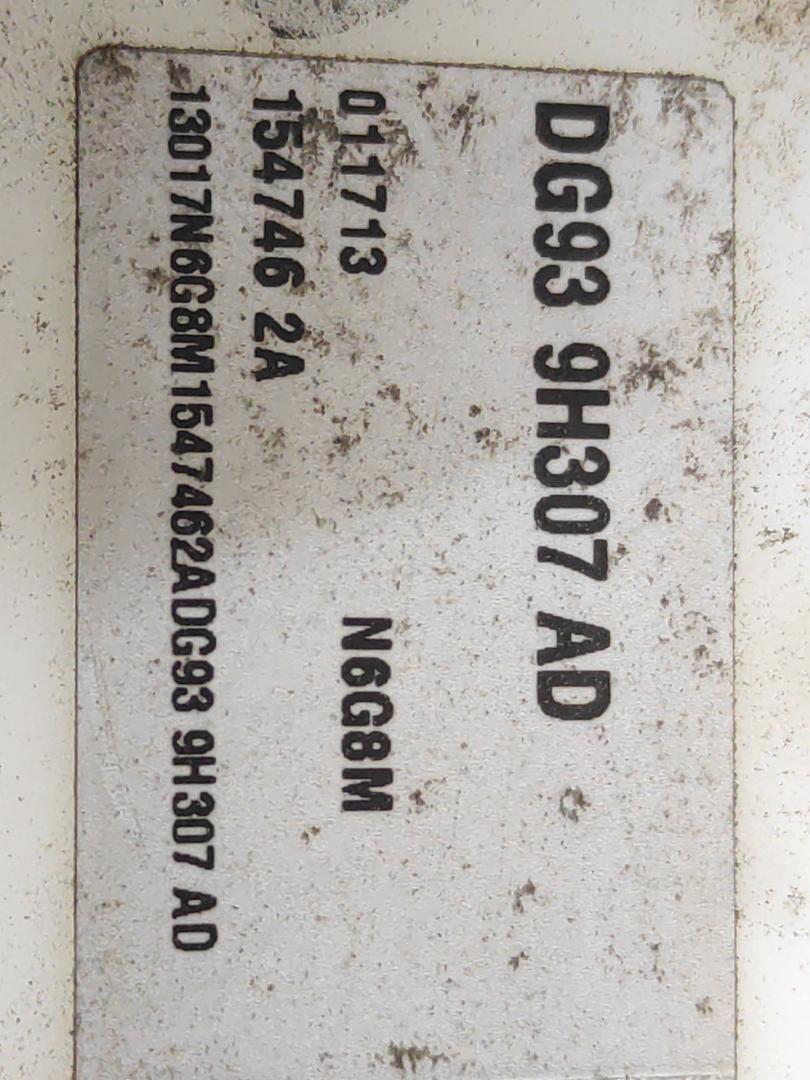 DG93 9H307 AD
011713 N6G8M
154746 2A
13017N6G8M1547462ADG93 9H307 AD